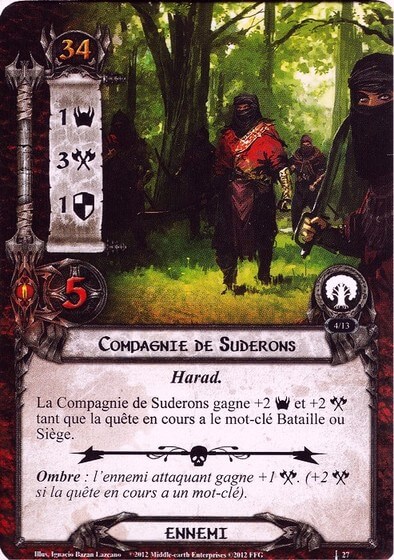 34
1
3
1
5
4/13
Compagnie de Suderons
Harad.
La Compagnie de Suderons gagne +2 et +2
tant que la quête en cours a le mot-clé Bataille ou
Siège.
Ombre : l'ennemi attaquant gagne +1 . (+2
si la quête en cours a un mot-clé).
ENNEMI
Illus. Ignacio Bazan Lazcano ©2012 Middle-earth Enterprises ©2012 FFG 27